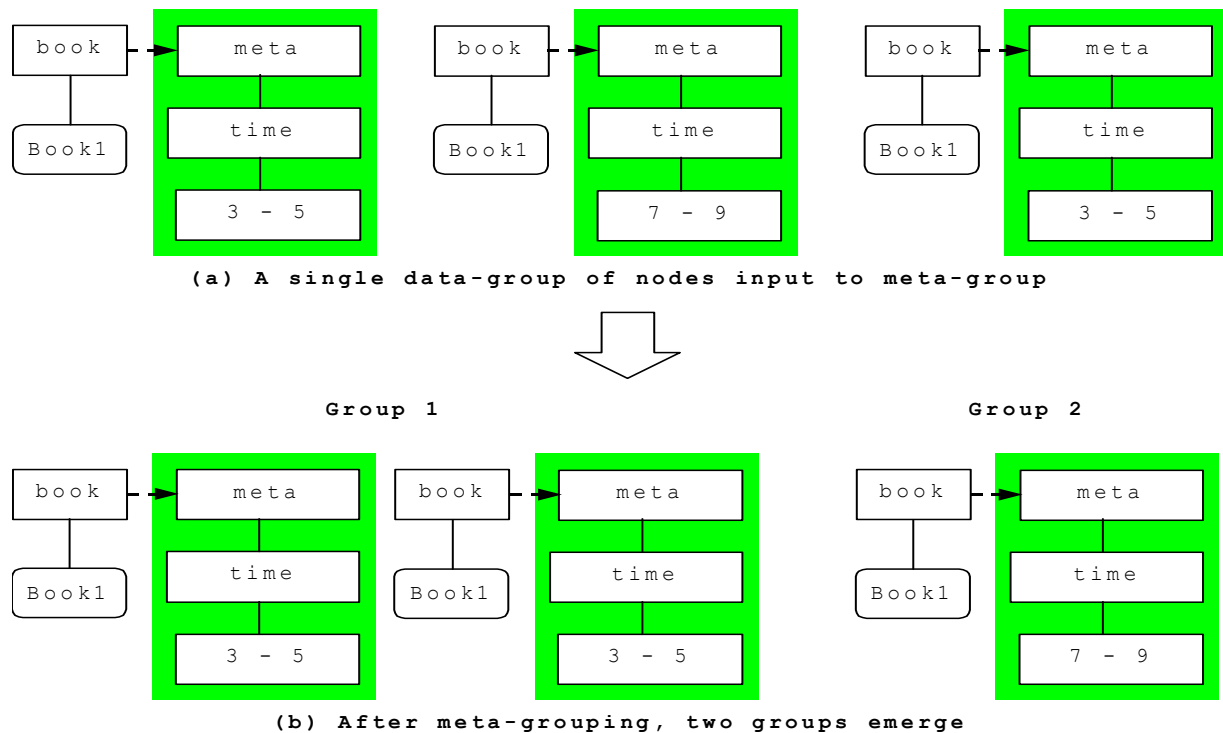 book meta book meta book meta
time time time
Book1 Book1 Book1
3 - 5 7 - 9 3 - 5
(a) A single data-group of nodes input to meta-group
Group 1 Group 2
book meta book meta book meta
time time time
Book1 Book1 Book1
3 - 5 3 - 5 7 - 9
(b) After meta-grouping, two groups emerge